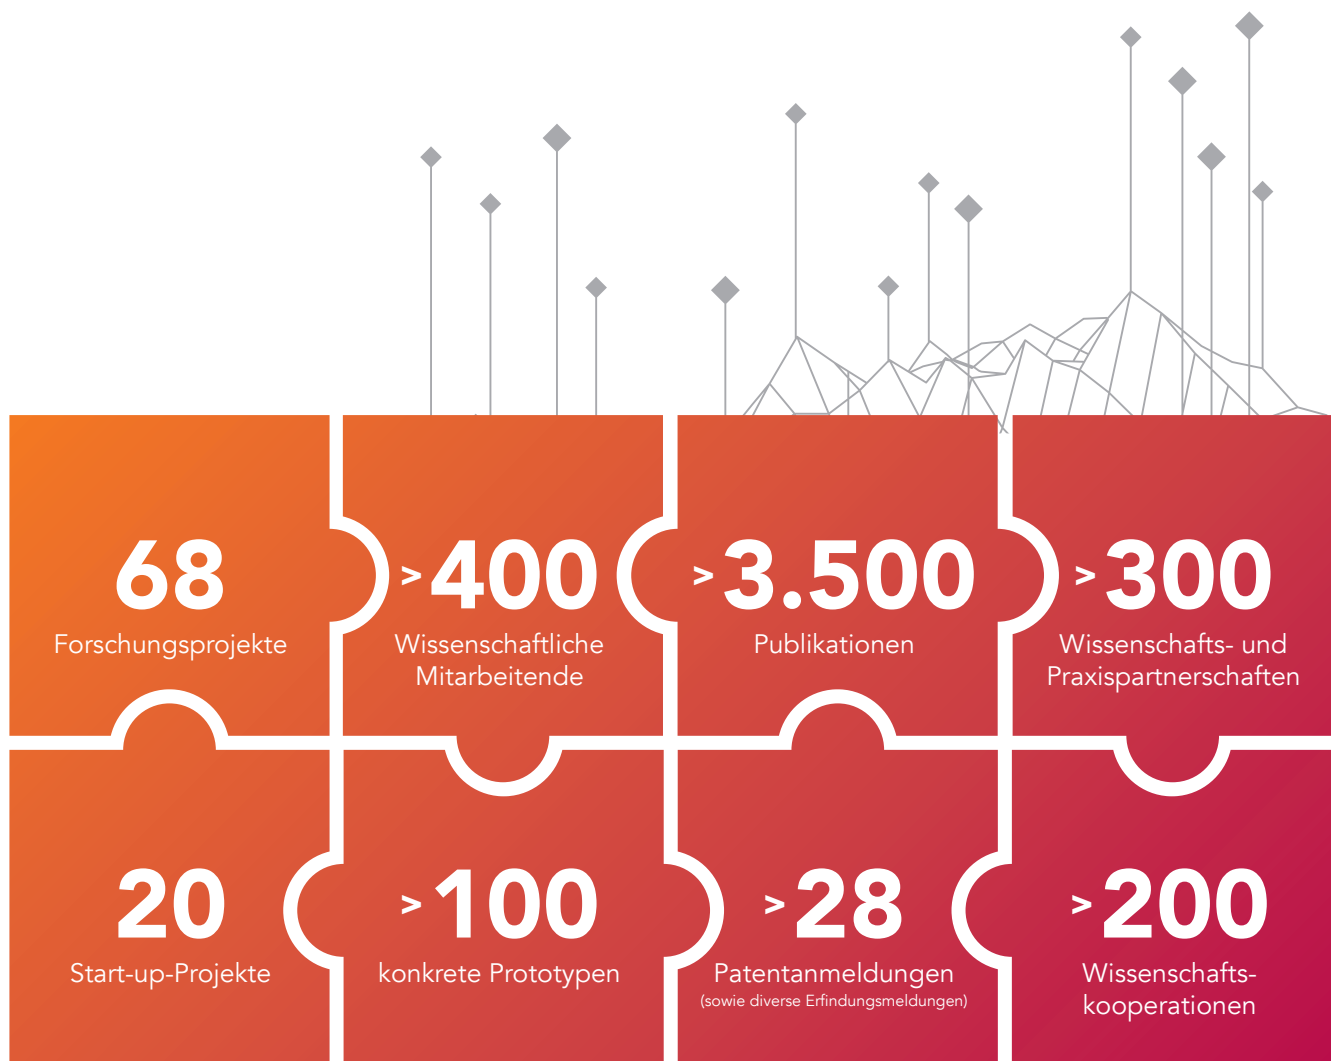 68
Forschungsprojekte
>400
Wissenschaftliche
Mitarbeitende
>3.500
Publikationen
>300
Wissenschafts- und
Praxispartnerschaften
20
Start-up-Projekte
>100
konkrete Prototypen
>28
Patentanmeldungen
(sowie diverse Erfindungsmeldungen)
>200
Wissenschafts-
kooperationen